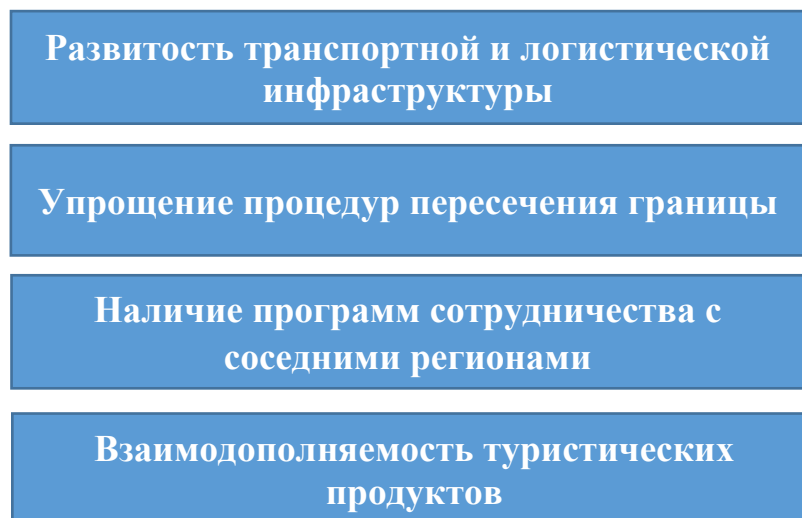 Развитость транспортной и логистической
инфраструктуры
Упрощение процедур пересечения границы
Наличие программ сотрудничества с
соседними регионами
Взаимодополняемость туристических
продуктов